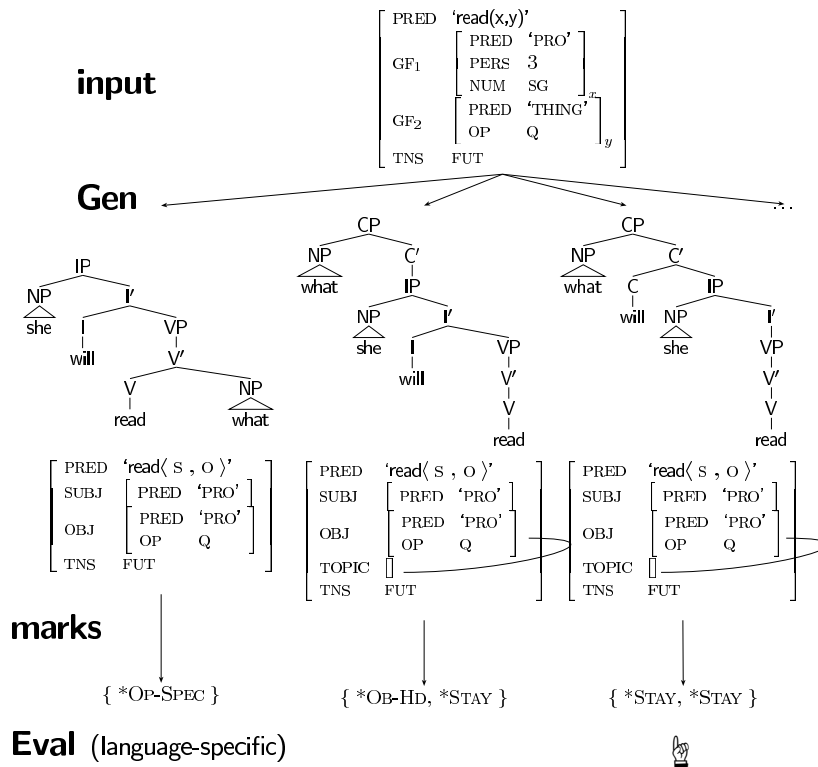 PRED ‘read(x,y)’
GF1 PRED ‘PRO’
PERS 3
NUM SG x
GF2 PRED ‘THING’
OP Q y
TNS FUT
input
Gen
...
IP
NP I′
she I VP
will V′
V NP
read what
CP
NP C′
what IP
NP I′
she I VP
will V′
V
read
CP
NP C′
what C IP
will NP I′
she VP
V′
V
read
PRED ‘read⟨ S , O ⟩’
SUBJ [ PRED ‘PRO’ ]
OBJ PRED ‘PRO’
OP Q
TNS FUT
PRED ‘read⟨ S , O ⟩’
SUBJ [ PRED ‘PRO’ ]
OBJ PRED ‘PRO’
OP Q
TOPIC []
TNS FUT
PRED ‘read⟨ S , O ⟩’
SUBJ [ PRED ‘PRO’ ]
OBJ PRED ‘PRO’
OP Q
TOPIC []
TNS FUT
marks
{ *OP-SPEC }
{ *OB-HD, *STAY }
{ *STAY, *STAY }
Eval (language-specific)